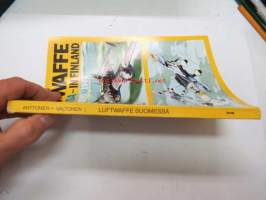 WAFFE
A-IN FINLAND
ANTTONEN - VALTONEN : LUFTWAFFE SUOMESSA